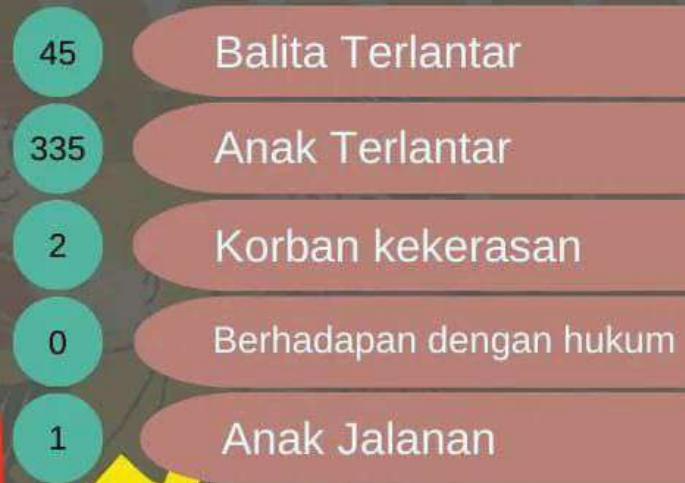 45 Balita Terlantar
335 Anak Terlantar
2 Korban kekerasan
0 Berhadapan dengan hukum
1 Anak Jalanan